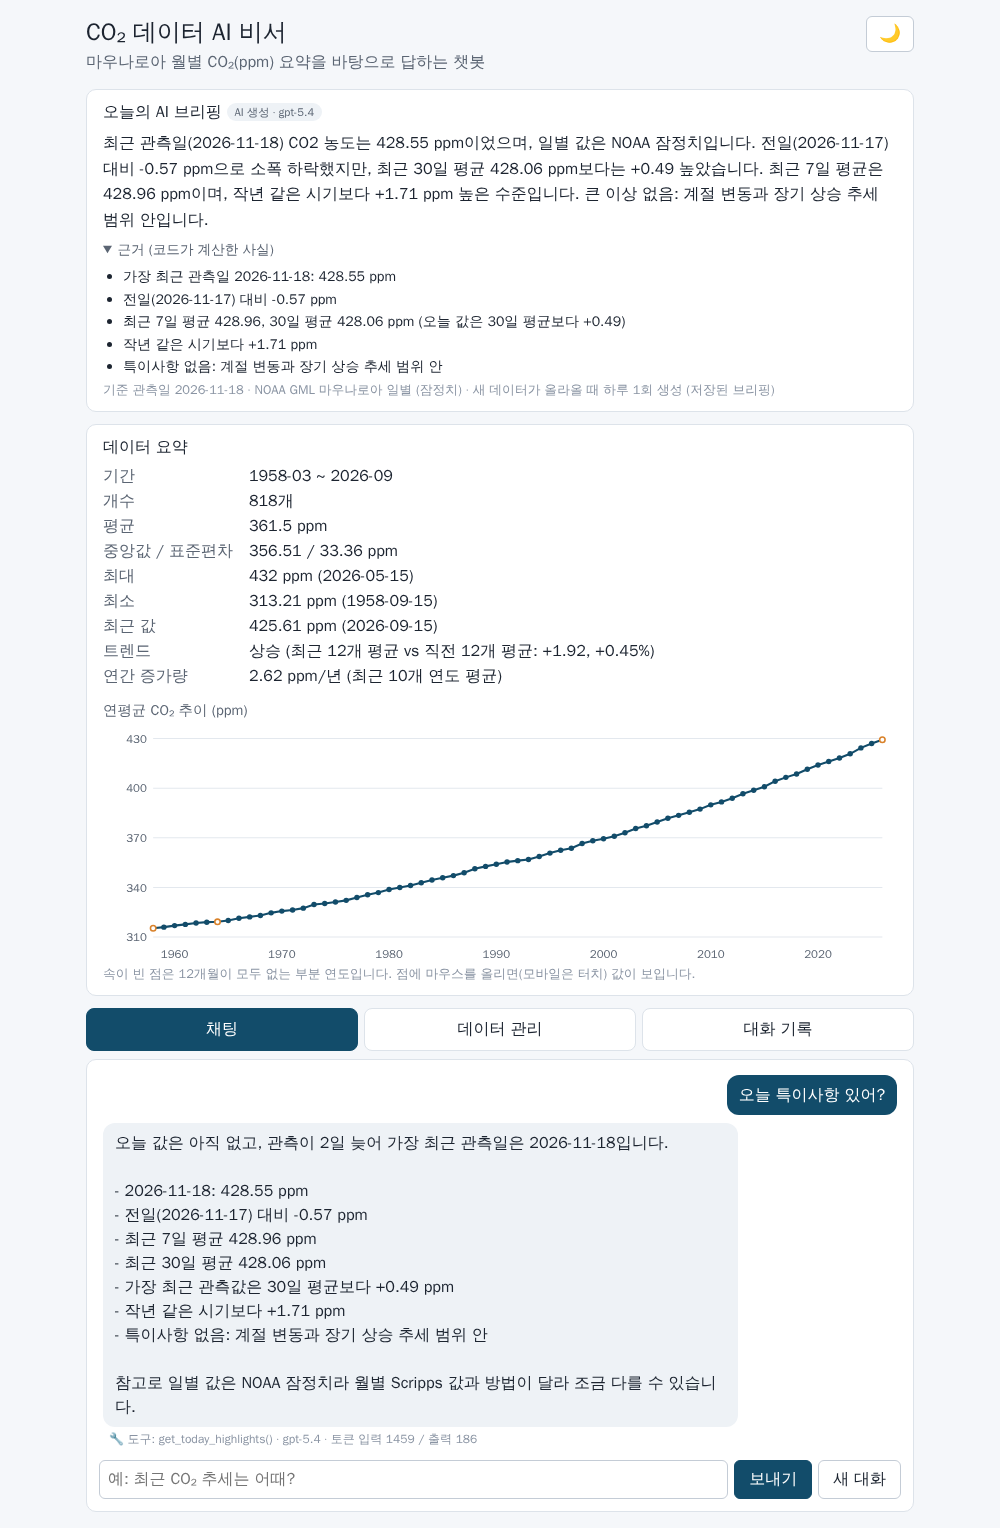 CO₂ 데이터 AI 비서
🌙
마우나로아 월별 CO₂(ppm) 요약을 바탕으로 답하는 챗봇
오늘의 AI 브리핑 AI 생성 · gpt-5.4
최근 관측일(2026-11-18) CO2 농도는 428.55 ppm이었으며, 일별 값은 NOAA 잠정치입니다. 전일(2026-11-17)
대비 -0.57 ppm으로 소폭 하락했지만, 최근 30일 평균 428.06 ppm보다는 +0.49 높았습니다. 최근 7일 평균은
428.96 ppm이며, 작년 같은 시기보다 +1.71 ppm 높은 수준입니다. 큰 이상 없음: 계절 변동과 장기 상승 추세
범위 안입니다.
▼ 근거 (코드가 계산한 사실)
• 가장 최근 관측일 2026-11-18: 428.55 ppm
• 전일(2026-11-17) 대비 -0.57 ppm
• 최근 7일 평균 428.96, 30일 평균 428.06 ppm (오늘 값은 30일 평균보다 +0.49)
• 작년 같은 시기보다 +1.71 ppm
• 특이사항 없음: 계절 변동과 장기 상승 추세 범위 안
기준 관측일 2026-11-18 · NOAA GML 마우나로아 일별 (잠정치) · 새 데이터가 올라올 때 하루 1회 생성 (저장된 브리핑)
데이터 요약
기간 1958-03 ~ 2026-09
개수 818개
평균 361.5 ppm
중앙값 / 표준편차 356.51 / 33.36 ppm
최대 432 ppm (2026-05-15)
최소 313.21 ppm (1958-09-15)
최근 값 425.61 ppm (2026-09-15)
트렌드 상승 (최근 12개 평균 vs 직전 12개 평균: +1.92, +0.45%)
연간 증가량 2.62 ppm/년 (최근 10개 연도 평균)
연평균 CO₂ 추이 (ppm)
430
400
370
340
310
1960 1970 1980 1990 2000 2010 2020
속이 빈 점은 12개월이 모두 없는 부분 연도입니다. 점에 마우스를 올리면(모바일은 터치) 값이 보입니다.
채팅 데이터 관리 대화 기록
오늘 특이사항 있어?
오늘 값은 아직 없고, 관측이 2일 늦어 가장 최근 관측일은 2026-11-18입니다.
- 2026-11-18: 428.55 ppm
- 전일(2026-11-17) 대비 -0.57 ppm
- 최근 7일 평균 428.96 ppm
- 최근 30일 평균 428.06 ppm
- 가장 최근 관측값은 30일 평균보다 +0.49 ppm
- 작년 같은 시기보다 +1.71 ppm
- 특이사항 없음: 계절 변동과 장기 상승 추세 범위 안
참고로 일별 값은 NOAA 잠정치라 월별 Scripps 값과 방법이 달라 조금 다를 수 있습니
다.
🔧 도구: get_today_highlights() · gpt-5.4 · 토큰 입력 1459 / 출력 186
예: 최근 CO₂ 추세는 어때? 보내기 새 대화